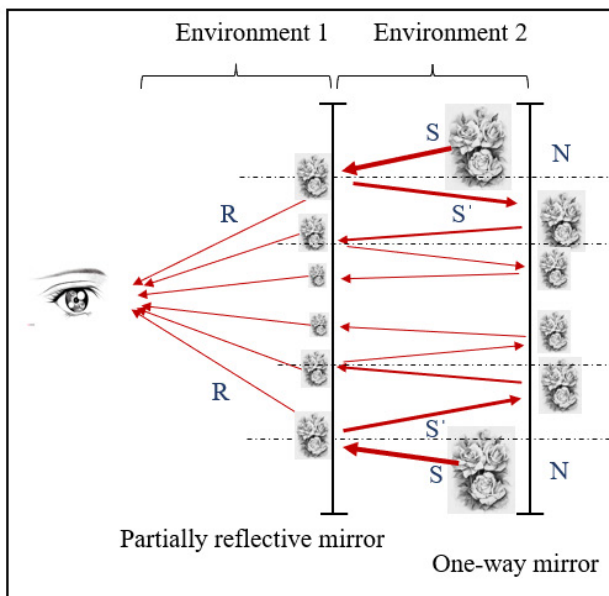 Environment 1 Environment 2
S
N
S'
R
R
S'
S
N
Partially reflective mirror
One-way mirror